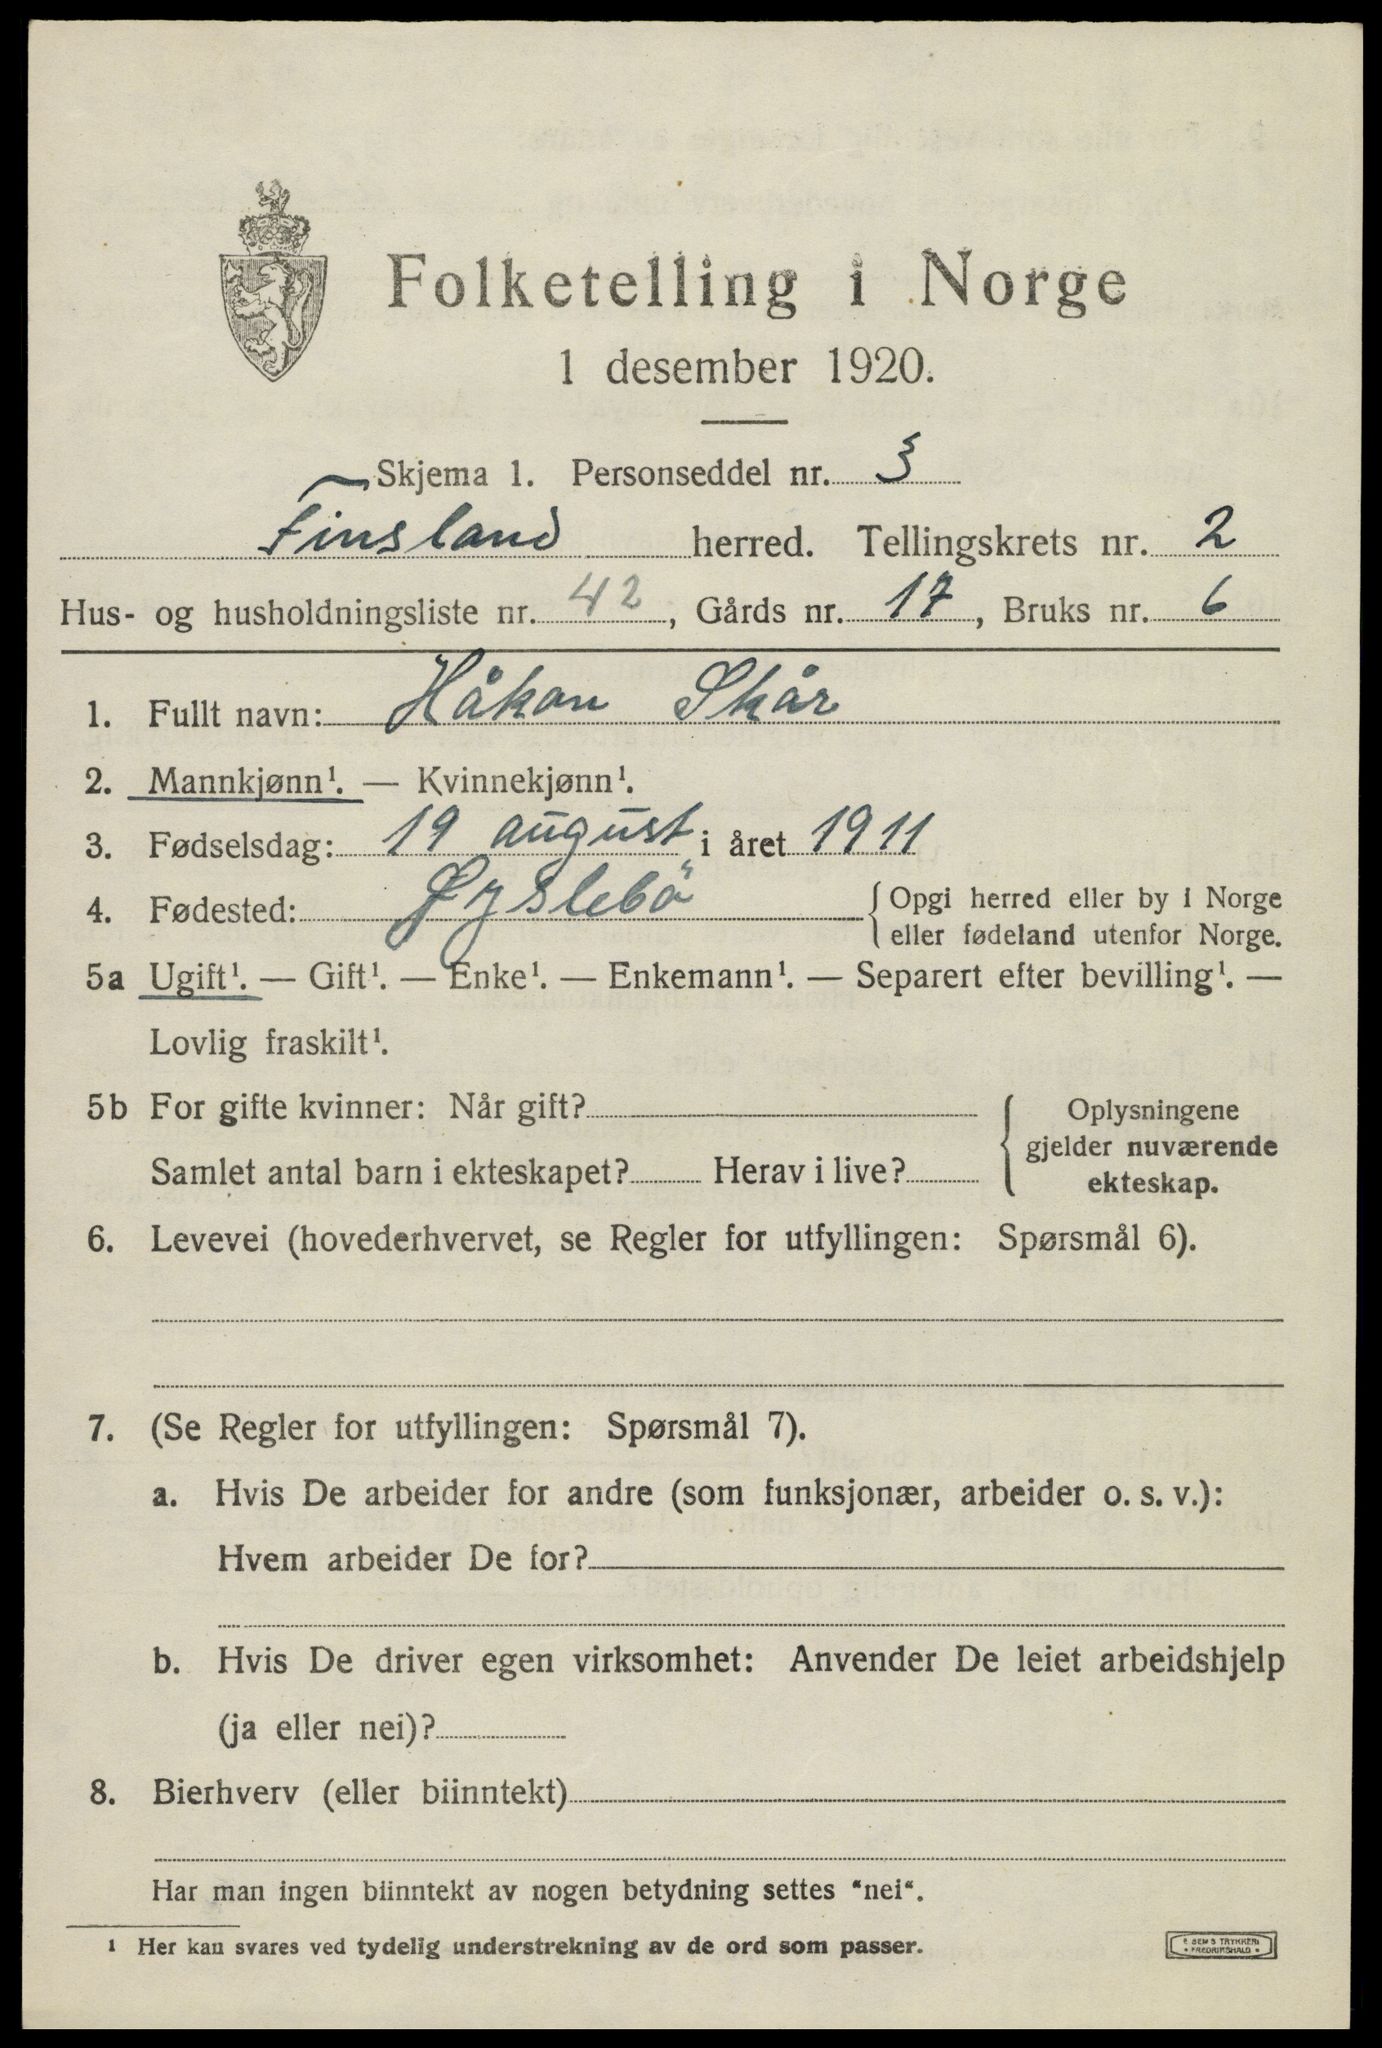 Folketelling i Norge
1 desember 1920.
Skjema 1. Personseddel nr. 3
Finsland herred. Tellingskrets nr. 2
Hus- og husholdningsliste nr. 42, Gårds nr. 17, Bruks nr. 6
1. Fullt navn: Håkon Skår
2. Mannkjønn¹. — Kvinnekjønn¹.
3. Fødselsdag: 19 august i året 1911
4. Fødested: Øyslebö { Opgi herred eller by i Norge
eller fødeland utenfor Norge.
5a Ugift¹. — Gift¹. — Enke¹. — Enkemann¹. — Separert efter bevilling¹. —
Lovlig fraskilt¹.
5b For gifte kvinner: Når gift?
Samlet antal barn i ekteskapet? Herav i live?
Oplysningene
gjelder nuværende
ekteskap.
6. Levevei (hovederhvervet, se Regler for utfyllingen: Spørsmål 6).
7. (Se Regler for utfyllingen: Spørsmål 7).
a. Hvis De arbeider for andre (som funksjonær, arbeider o. s. v.):
Hvem arbeider De for?
b. Hvis De driver egen virksomhet: Anvender De leiet arbeidshjelp
(ja eller nei)?
8. Bierhverv (eller biinntekt)
Har man ingen biinntekt av nogen betydning settes "nei".
¹ Her kan svares ved tydelig understrekning av de ord som passer.
E SEM S TRYKKERI
• FREDRIKSHALD •